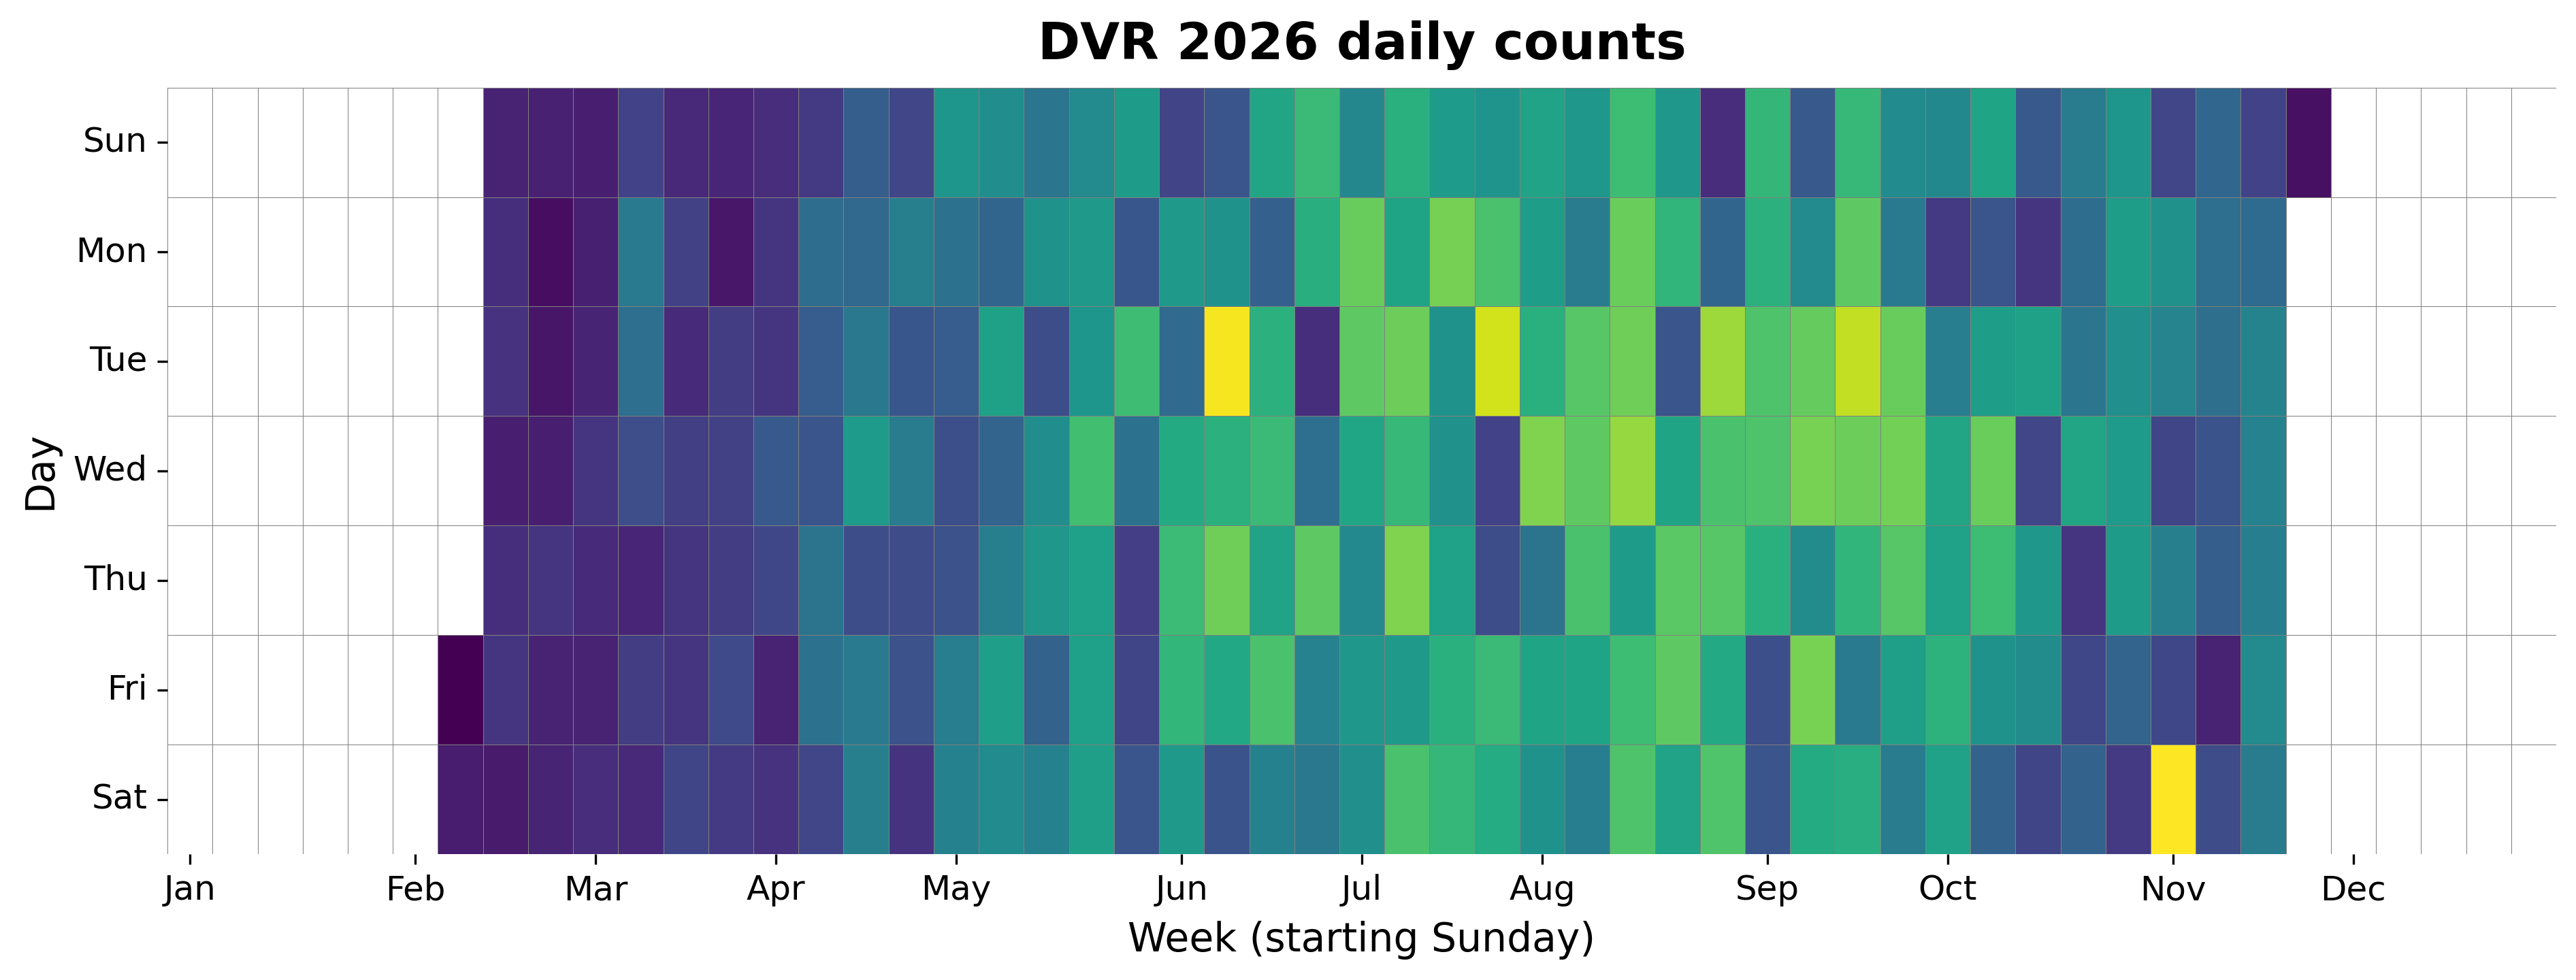 DVR 2026 daily counts
Day
Sun
Mon
Tue
Wed
Thu
Fri
Sat
Jan Feb Mar Apr May Jun Jul Aug Sep Oct Nov Dec
Week (starting Sunday)